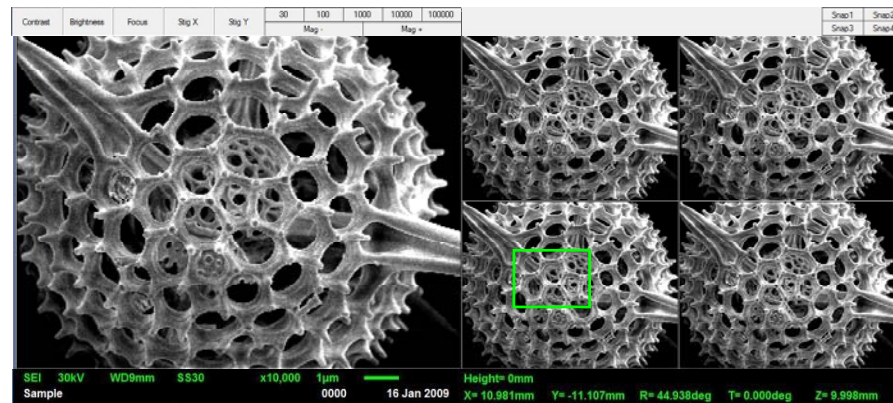 Contrast Brightness Focus Stig X Stig Y 30 100 1000 10000 100000 Snap1 Snap2
Mag - Mag + Snap3 Snap4
SEI 30kV WD9mm SS30 x10,000 1µm
Sample 0000 16 Jan 2009
Height= 0mm
X= 10.981mm Y= -11.107mm R= 44.938deg T= 0.000deg Z= 9.998mm